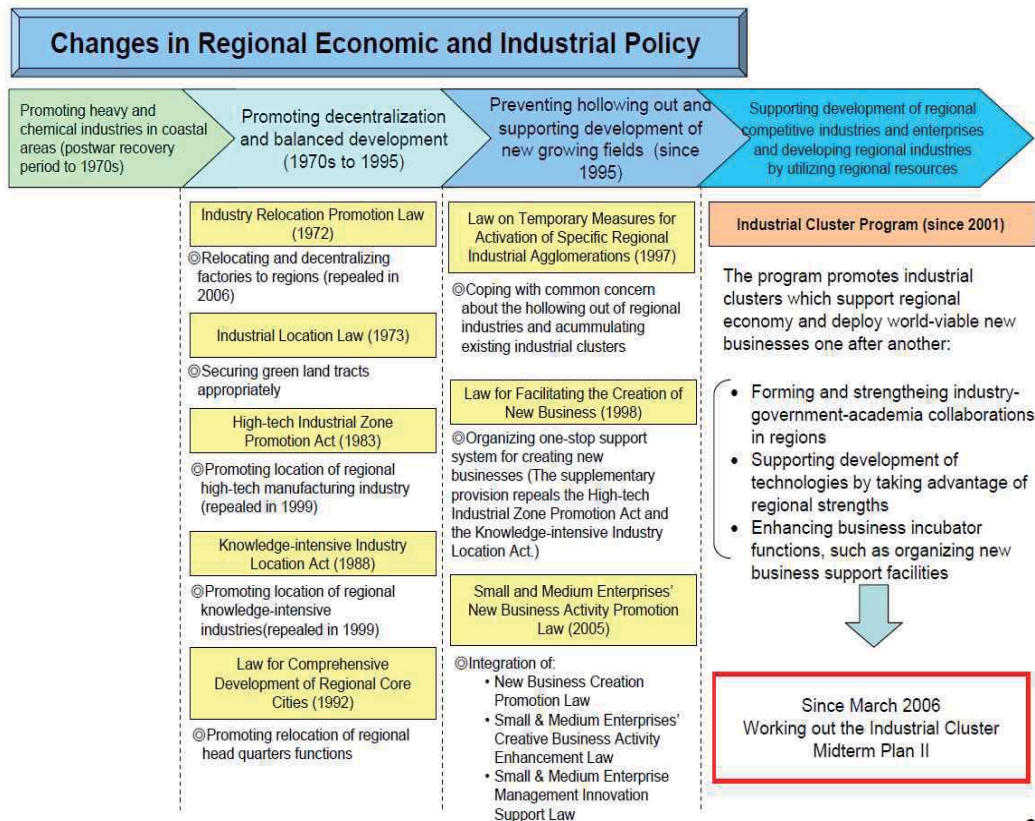 Changes in Regional Economic and Industrial Policy
Promoting heavy and
chemical industries in coastal
areas (postwar recovery
period to 1970s)
Promoting decentralization
and balanced development
(1970s to 1995)
Preventing hollowing out and
supporting development of
new growing fields (since
1995)
Supporting development of regional
competitive industries and enterprises
and developing regional industries
by utilizing regional resources
Industry Relocation Promotion Law
(1972)
◎Relocating and decentralizing
factories to regions (repealed in
2006)
Industrial Location Law (1973)
◎Securing green land tracts
appropriately
High-tech Industrial Zone
Promotion Act (1983)
◎Promoting location of regional
high-tech manufacturing industry
(repealed in 1999)
Knowledge-intensive Industry
Location Act (1988)
◎Promoting location of regional
knowledge-intensive
industries(repealed in 1999)
Law for Comprehensive
Development of Regional Core
Cities (1992)
◎Promoting relocation of regional
head quarters functions
Law on Temporary Measures for
Activation of Specific Regional
Industrial Agglomerations (1997)
◎Coping with common concern
about the hollowing out of regional
industries and acummulating
existing industrial clusters
Law for Facilitating the Creation of
New Business (1998)
◎Organizing one-stop support
system for creating new
businesses (The supplementary
provision repeals the High-tech
Industrial Zone Promotion Act and
the Knowledge-intensive Industry
Location Act.)
Small and Medium Enterprises'
New Business Activity Promotion
Law (2005)
◎Integration of:
• New Business Creation
Promotion Law
• Small & Medium Enterprises'
Creative Business Activity
Enhancement Law
• Small & Medium Enterprise
Management Innovation
Support Law
Industrial Cluster Program (since 2001)
The program promotes industrial
clusters which support regional
economy and deploy world-viable new
businesses one after another:
• Forming and strengtheing industry-
government-academia collaborations
in regions
• Supporting development of
technologies by taking advantage of
regional strengths
• Enhancing business incubator
functions, such as organizing new
business support facilities
Since March 2006
Working out the Industrial Cluster
Midterm Plan II